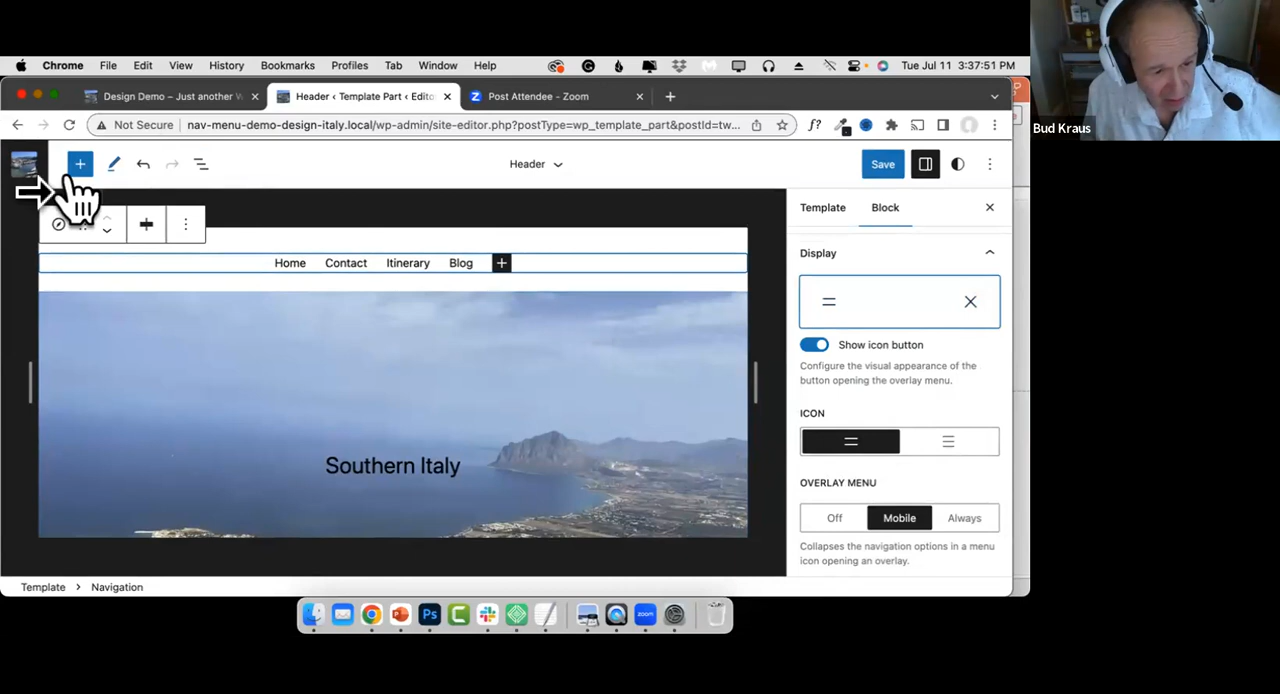 Chrome File Edit View History Bookmarks Profiles Tab Window Help Tue Jul 11 3:37:51 PM
Design Demo – Just another W
Header ‹ Template Part ‹ Edito
Post Attendee - Zoom
Not Secure nav-menu-demo-design-italy.local/wp-admin/site-editor.php?postType=wp_template_part&postId=tw... f?
Bud Kraus
Header
Save
Template Block
Home Contact Itinerary Blog
Display
Show icon button
Configure the visual appearance of the
button opening the overlay menu.
ICON
Southern Italy
OVERLAY MENU
Off Mobile Always
Collapses the navigation options in a menu
icon opening an overlay.
Template > Navigation
Ps
zoom